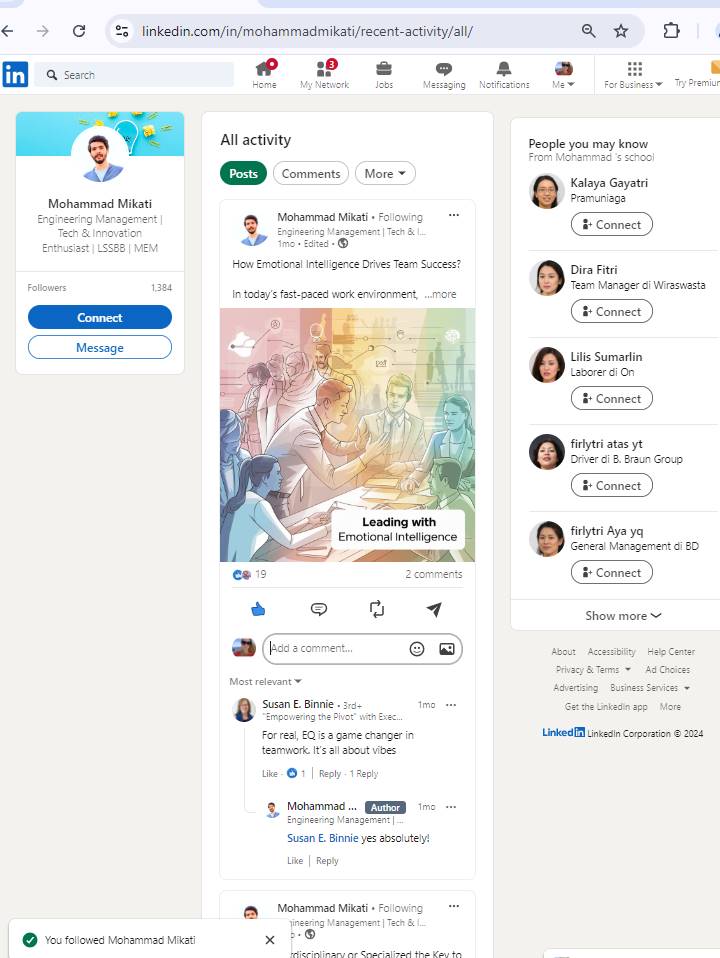 linkedin.com/in/mohammadmikati/recent-activity/all/
in
Search
Home
3
My Network
Jobs
Messaging
Notifications
Me
For Business
Try Premiu
Mohammad Mikati
Engineering Management |
Tech & Innovation
Enthusiast | LSSBB | MEM
Followers 1,384
Connect
Message
All activity
Posts Comments More
Mohammad Mikati • Following
Engineering Management | Tech & I...
1mo • Edited •
How Emotional Intelligence Drives Team Success?
In today's fast-paced work environment, ...more
Leading with
Emotional Intelligence
19 2 comments
Add a comment...
Most relevant
Susan E. Binnie • 3rd+ 1mo
"Empowering the Pivot" with Exec...
For real, EQ is a game changer in
teamwork. It's all about vibes
Like · 1 | Reply · 1 Reply
Mohammad ... Author 1mo
Engineering Management | ...
Susan E. Binnie yes absolutely!
Like | Reply
Mohammad Mikati • Following
ineering Management | Tech & I...
rdisciplinary or Specialized the Key to
You followed Mohammad Mikati
People you may know
From Mohammad 's school
Kalaya Gayatri
Pramuniaga
Connect
Dira Fitri
Team Manager di Wiraswasta
Connect
Lilis Sumarlin
Laborer di On
Connect
firlytri atas yt
Driver di B. Braun Group
Connect
firlytri Aya yq
General Management di BD
Connect
Show more
About Accessibility Help Center
Privacy & Terms Ad Choices
Advertising Business Services
Get the LinkedIn app More
LinkedIn LinkedIn Corporation © 2024